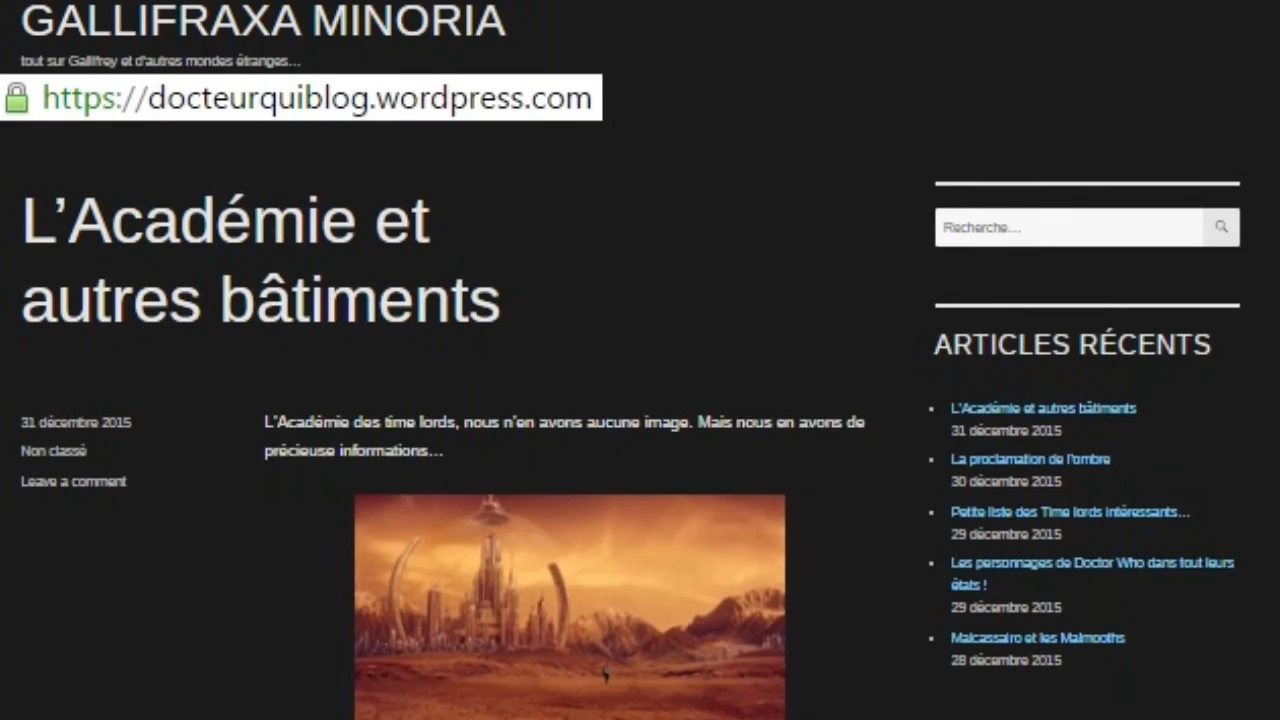 GALLIFRAXA MINORIA
tout sur Gallifrey et d'autres mondes étranges...
https://docteurquiblog.wordpress.com
L'Académie et
autres bâtiments
31 décembre 2015
Non classé
Leave a comment
L'Académie des time lords, nous n'en avons aucune image. Mais nous en avons de
précieuse informations...
Recherche...
ARTICLES RÉCENTS
L'Académie et autres bâtiments
31 décembre 2015
La proclamation de l'ombre
30 décembre 2015
Petite liste des Time lords intéressants...
29 décembre 2015
Les personnages de Doctor Who dans tout leurs
états !
29 décembre 2015
Malcassairo et les Malmooths
28 décembre 2015